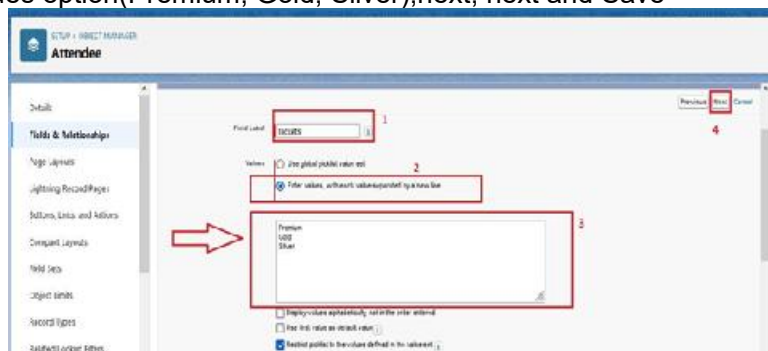 option(Premium, Gold, Silver),next, next and Save
SETUP > OBJECT MANAGER
Attendee
Details
Fields & Relationships
Page Layouts
Lightning Record Pages
Buttons, Links, and Actions
Compact Layouts
Field Sets
Object Limits
Record Types
Related Lookup Filters
Previous Next Cancel
4
Field Label
1
Values
Use global picklist value set
2
Enter values, with each value separated by a new line
3
Premium
Gold
Silver
Display values alphabetically, not in the order entered
Use first value as default value
Restrict picklist to the values defined in the value set